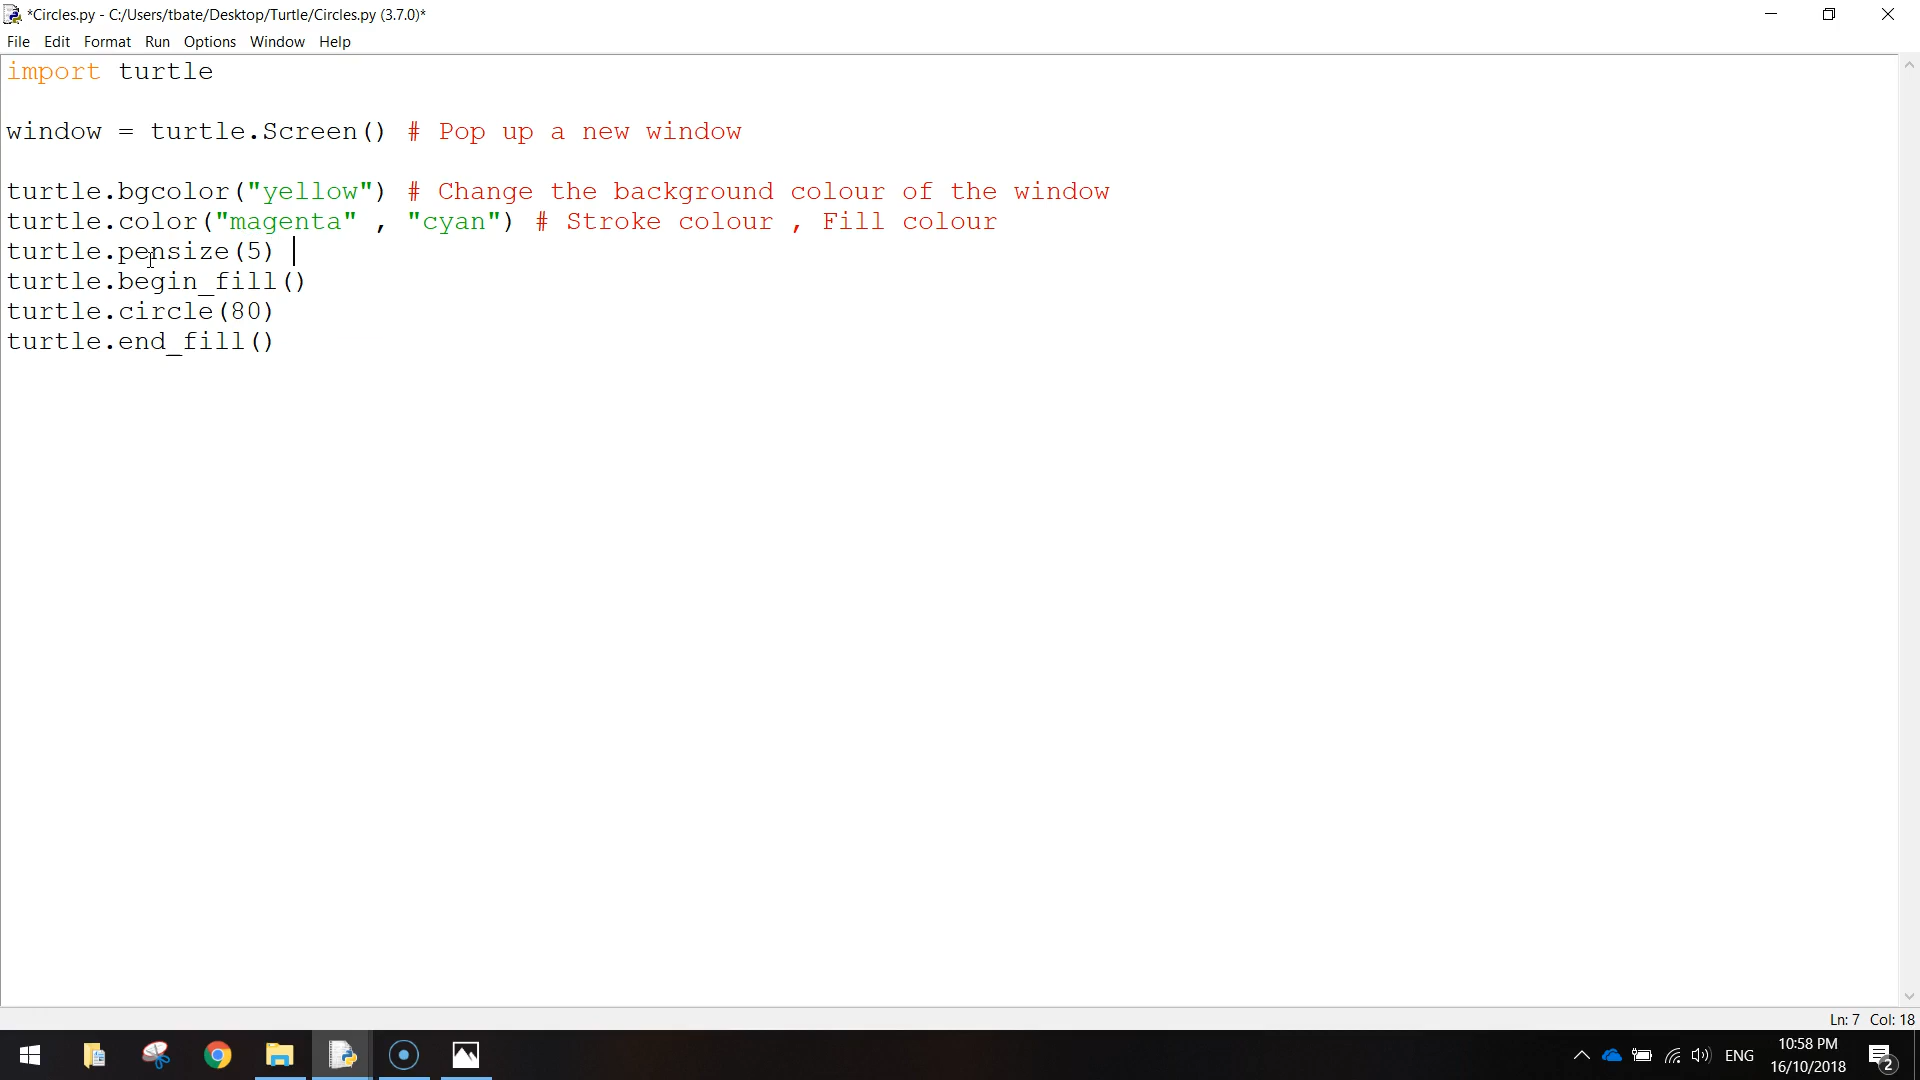 *Circles.py - C:/Users/tbate/Desktop/Turtle/Circles.py (3.7.0)*
File Edit Format Run Options Window Help
import turtle
window = turtle.Screen() # Pop up a new window
turtle.bgcolor("yellow") # Change the background colour of the window
turtle.color("magenta" , "cyan") # Stroke colour , Fill colour
turtle.pensize(5)
turtle.begin_fill()
turtle.circle(80)
turtle.end_fill()
Ln: 7 Col: 18
ENG
10:58 PM
16/10/2018
2